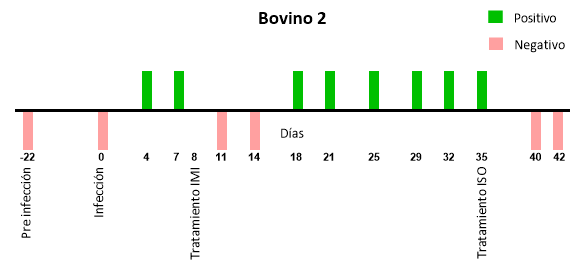 Bovino 2
Positivo
Negativo
Días
-22 0 4 7 8 11 14 18 21 25 29 32 35 40 42
Pre infección
Infección
Tratamiento IMI
Tratamiento ISO